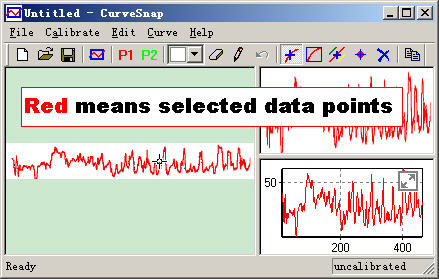 Untitled - CurveSnap
File Calibrate Edit Curve Help
P1 P2
Red means selected data points
50
200 400
Ready uncalibrated